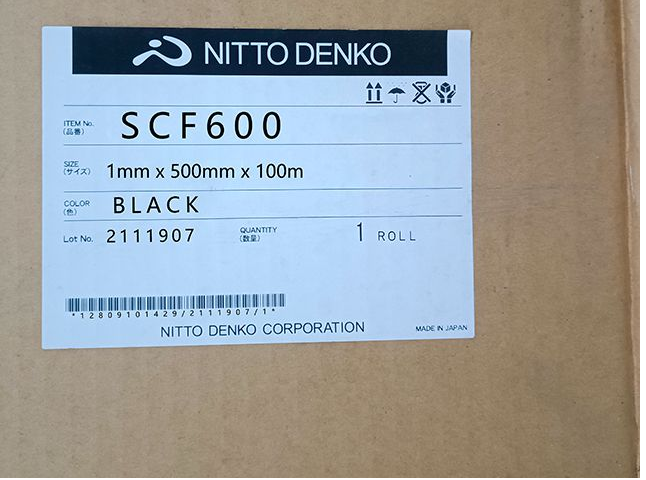 NITTO DENKO
ITEM No.
(品番)
SCF600
SIZE
(サイズ)
1mm x 500mm x 100m
COLOR
(色)
BLACK
Lot No. 2111907
QUANTITY
(数量)
1 ROLL
*12809101429/2111907/1*
NITTO DENKO CORPORATION
MADE IN JAPAN